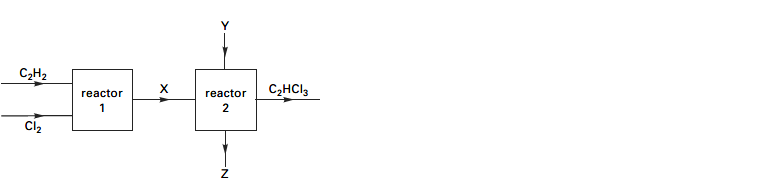 Y
C₂H₂
reactor
1
X
reactor
2
C₂HCl₃
Cl₂
Z